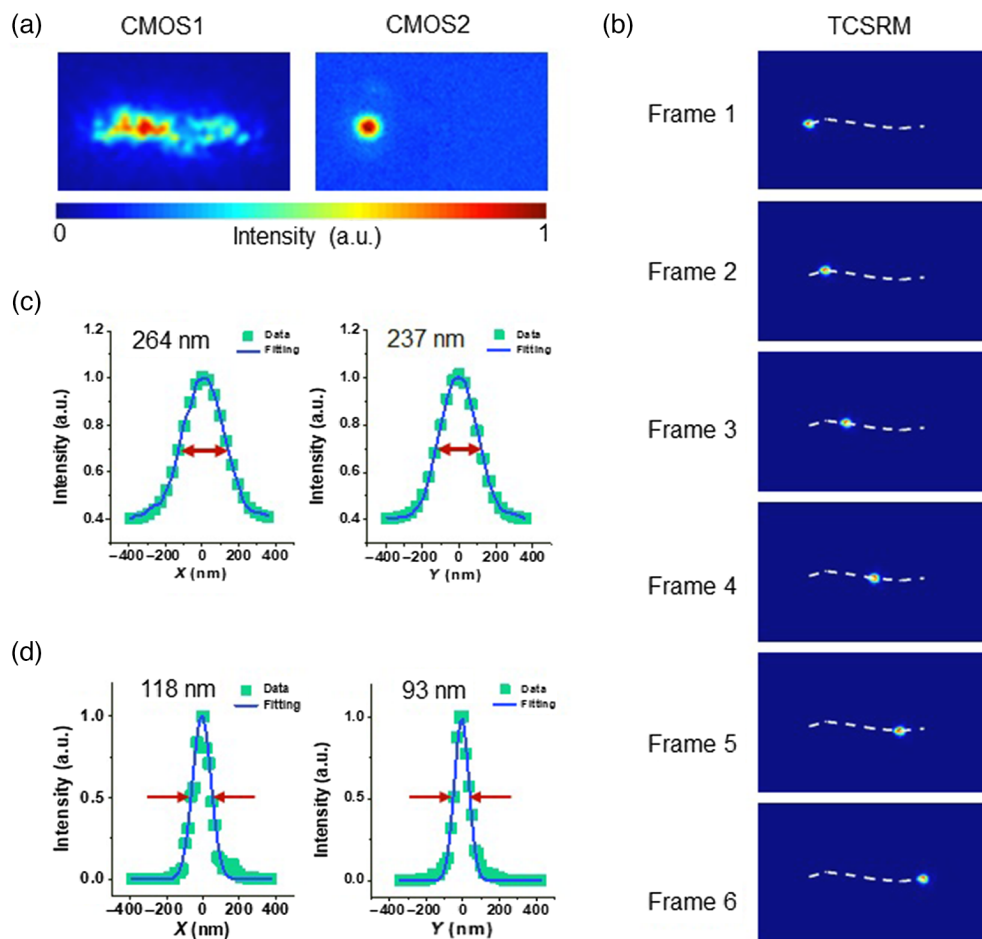 (a)
CMOS1
CMOS2
0
Intensity (a.u.)
1
(b)
TCSRM
Frame 1
Frame 2
Frame 3
Frame 4
Frame 5
Frame 6
(c)
264 nm
Data
Fitting
Intensity (a.u.)
1.2
1.0
0.8
0.6
0.4
−400 −200 0 200 400
X (nm)
237 nm
Data
Fitting
Intensity (a.u.)
1.2
1.0
0.8
0.6
0.4
−400 −200 0 200 400
Y (nm)
(d)
118 nm
Data
Fitting
Intensity (a.u.)
1.0
0.5
0.0
−400 −200 0 200 400
X (nm)
93 nm
Data
Fitting
Intensity (a.u.)
1.0
0.5
0.0
−400 −200 0 200 400
Y (nm)